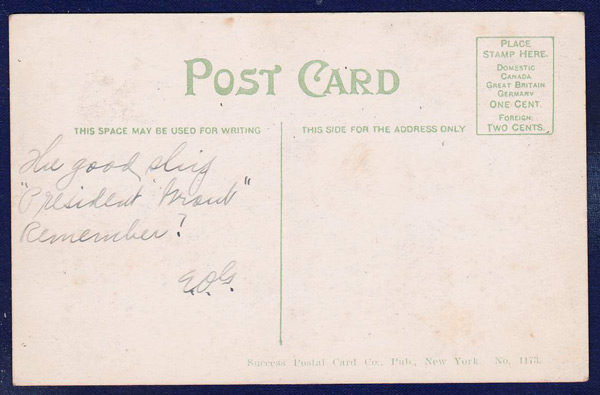 POST CARD
PLACE
STAMP HERE.
DOMESTIC
CANADA
GREAT BRITAIN
GERMANY
ONE CENT.
FOREIGN:
TWO CENTS.
THIS SPACE MAY BE USED FOR WRITING
THIS SIDE FOR THE ADDRESS ONLY
The good ship
"President Grant"
Remember?
E.O.G.
Success Postal Card Co., Pub., New York. No. 1173.